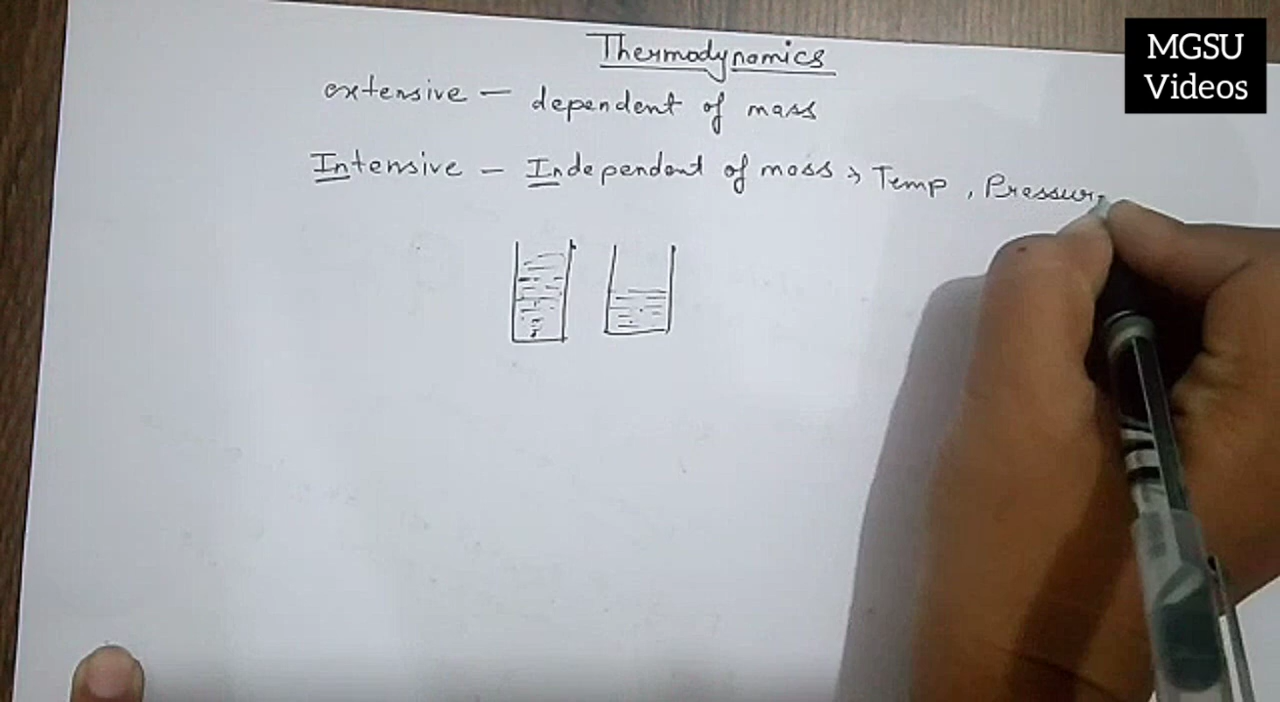 Thermodynamics
extensive - dependent of mass
Intensive - Independent of mass → Temp, Pressur
MGSU
Videos